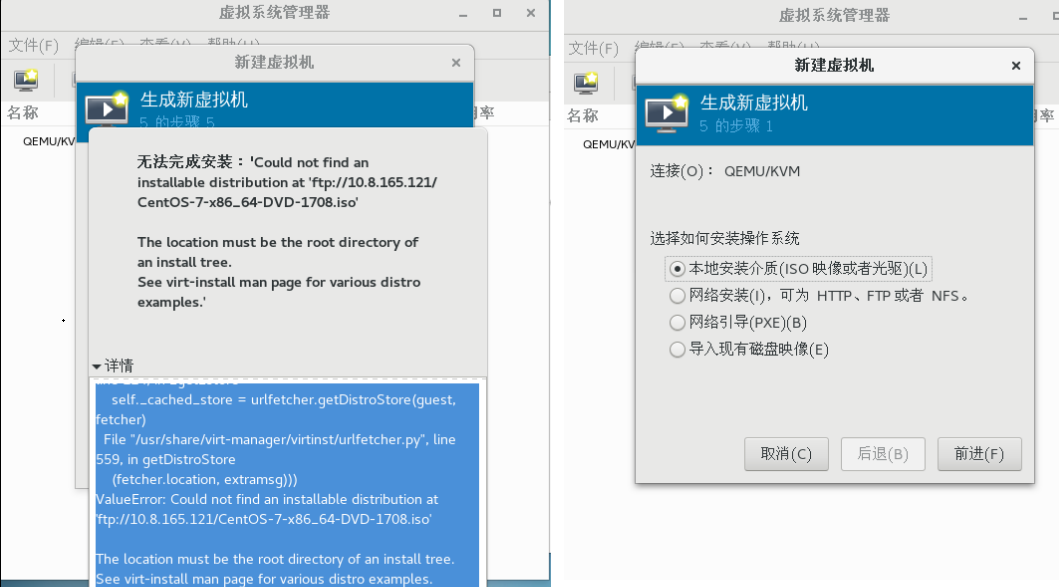 虚拟系统管理器
文件(F) 编辑(E) 查看(V) 帮助(H)
新建虚拟机
名称
生成新虚拟机
5 的步骤 5
用率
QEMU/KV
无法完成安装：'Could not find an
installable distribution at 'ftp://10.8.165.121/
CentOS-7-x86_64-DVD-1708.iso'
The location must be the root directory of
an install tree.
See virt-install man page for various distro
examples.'
详情
self._cached_store = urlfetcher.getDistroStore(guest,
fetcher)
File "/usr/share/virt-manager/virtinst/urlfetcher.py", line
559, in getDistroStore
(fetcher.location, extramsg)))
ValueError: Could not find an installable distribution at
'ftp://10.8.165.121/CentOS-7-x86_64-DVD-1708.iso'
The location must be the root directory of an install tree.
See virt-install man page for various distro examples.
虚拟系统管理器
文件(F) 编辑(E) 查看(V) 帮助(H)
新建虚拟机
名称
生成新虚拟机
5 的步骤 1
用率
QEMU/KV
连接(O)： QEMU/KVM
选择如何安装操作系统
本地安装介质(ISO 映像或者光驱)(L)
网络安装(I)，可为 HTTP、FTP 或者 NFS。
网络引导(PXE)(B)
导入现有磁盘映像(E)
取消(C) 后退(B) 前进(F)